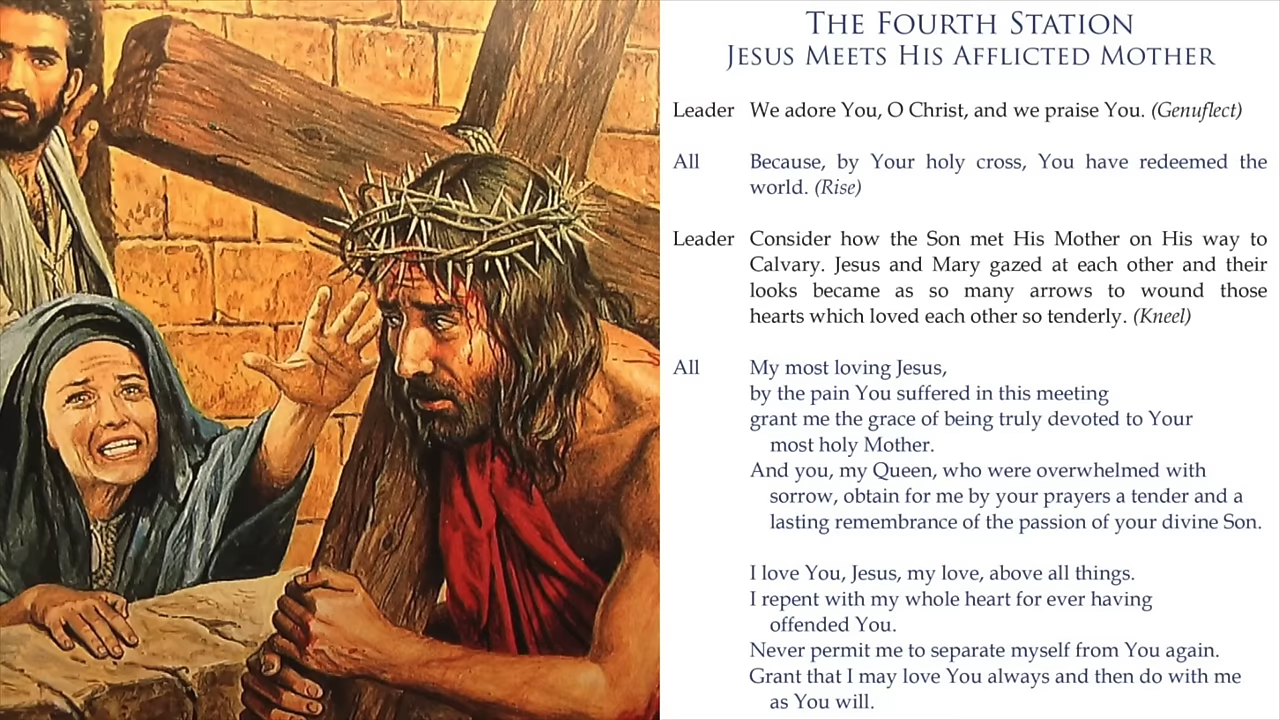 The Fourth Station
Jesus Meets His Afflicted Mother
Leader We adore You, O Christ, and we praise You. (Genuflect)
All Because, by Your holy cross, You have redeemed the
world. (Rise)
Leader Consider how the Son met His Mother on His way to
Calvary. Jesus and Mary gazed at each other and their
looks became as so many arrows to wound those
hearts which loved each other so tenderly. (Kneel)
All My most loving Jesus,
by the pain You suffered in this meeting
grant me the grace of being truly devoted to Your
most holy Mother.
And you, my Queen, who were overwhelmed with
sorrow, obtain for me by your prayers a tender and a
lasting remembrance of the passion of your divine Son.
I love You, Jesus, my love, above all things.
I repent with my whole heart for ever having
offended You.
Never permit me to separate myself from You again.
Grant that I may love You always and then do with me
as You will.